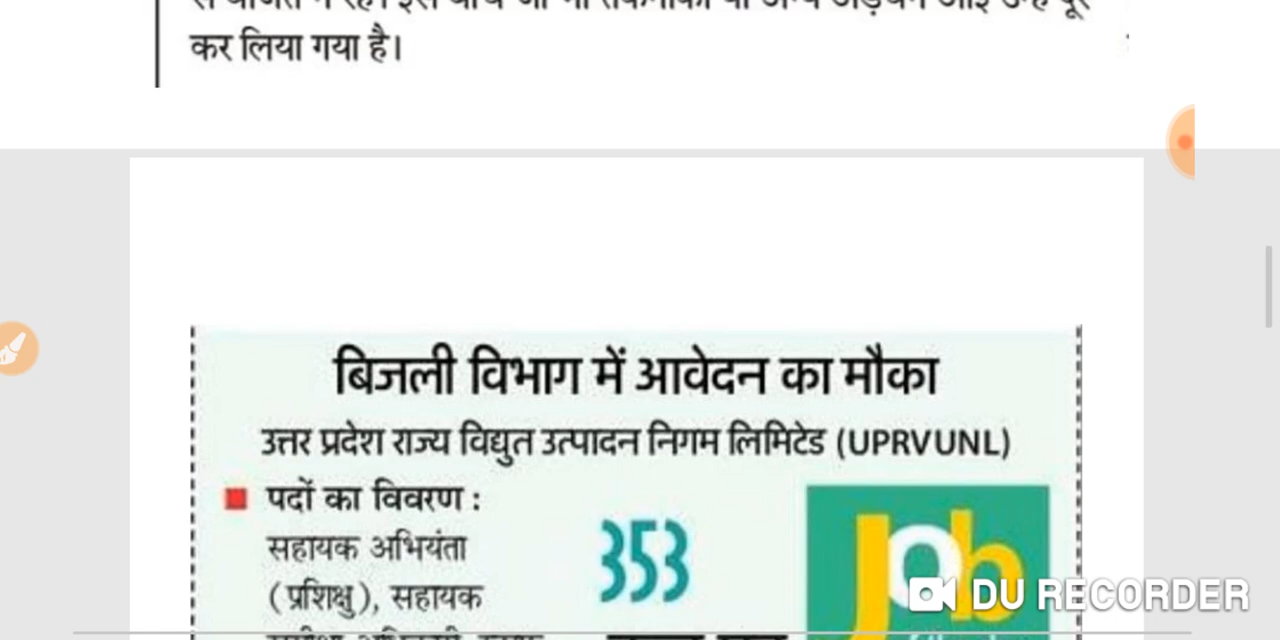 कर लिया गया है।
बिजली विभाग में आवेदन का मौका
उत्तर प्रदेश राज्य विद्युत उत्पादन निगम लिमिटेड (UPRVUNL)
पदों का विवरण :
सहायक अभियंता
(प्रशिक्षु), सहायक
353
job
DU RECORDER